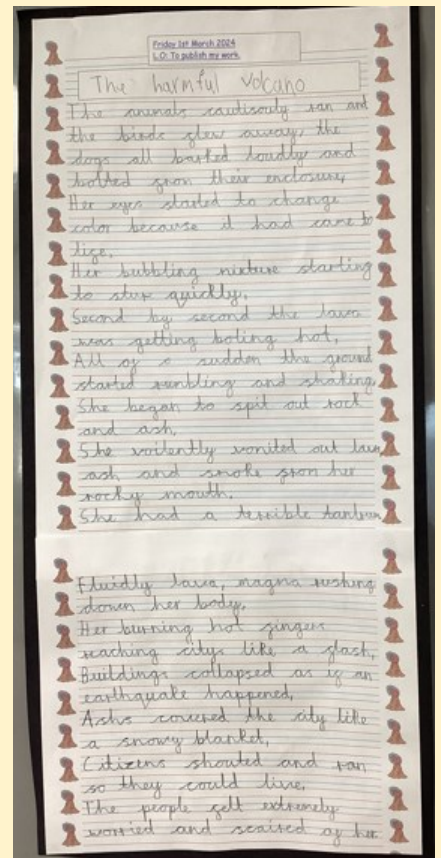 Friday 1st March 2024
L.O: To publish my work.
The harmful volcano
The animals cautisouly ran and
the birds flew away, the
dogs all barked loudly and
bolted from their enclosure,
Her eyes started to change
color because it had came to
life.
Her bubbling mixture starting
to stur quickly,
Second by second the lava
was getting boling hot,
All of a sudden the ground
started rumbling and shaking,
She began to spit out rock
and ash,
She voilently vomited out lava,
ash and smoke from her
rocky mouth.
She had a terrible tantrum,
Fluidly lava, magma rushing
down her body,
Her burning hot fingers
reaching citys like a flash,
Buildings collapsed as if an
earthquake happened,
Ashs covered the city like
a snowy blanket,
Citizens shouted and ran
so they could live,
The people felt extremely
worried and scaired of her